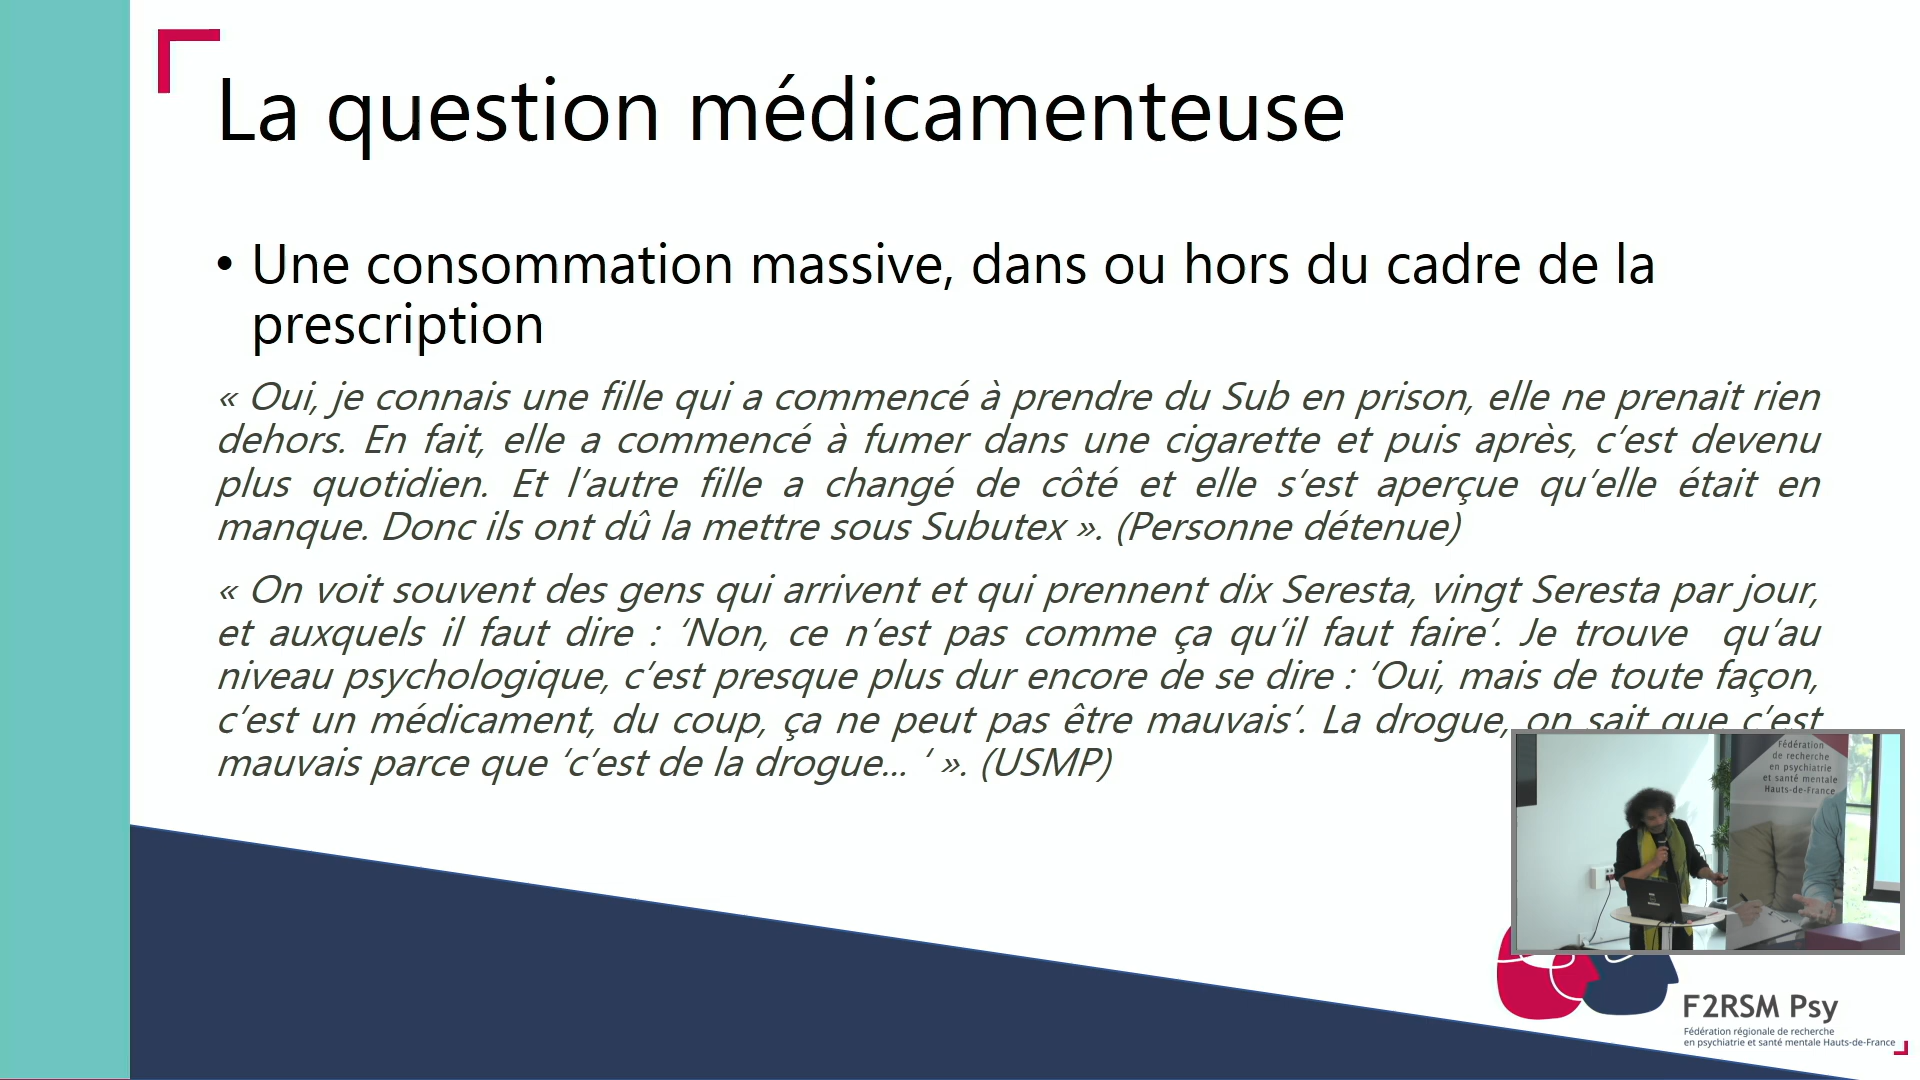 La question médicamenteuse
• Une consommation massive, dans ou hors du cadre de la
prescription
« Oui, je connais une fille qui a commencé à prendre du Sub en prison, elle ne prenait rien
dehors. En fait, elle a commencé à fumer dans une cigarette et puis après, c’est devenu
plus quotidien. Et l’autre fille a changé de côté et elle s’est aperçue qu’elle était en
manque. Donc ils ont dû la mettre sous Subutex ». (Personne détenue)
« On voit souvent des gens qui arrivent et qui prennent dix Seresta, vingt Seresta par jour,
et auxquels il faut dire : ‘Non, ce n’est pas comme ça qu’il faut faire’. Je trouve qu’au
niveau psychologique, c’est presque plus dur encore de se dire : ‘Oui, mais de toute façon,
c’est un médicament, du coup, ça ne peut pas être mauvais’. La drogue, on sait que c’est
mauvais parce que ‘c’est de la drogue... ‘ ». (USMP)
Fédération
de recherche
en psychiatrie
et santé mentale
Hauts-de-France
F2RSM Psy
Fédération régionale de recherche
en psychiatrie et santé mentale Hauts-de-France